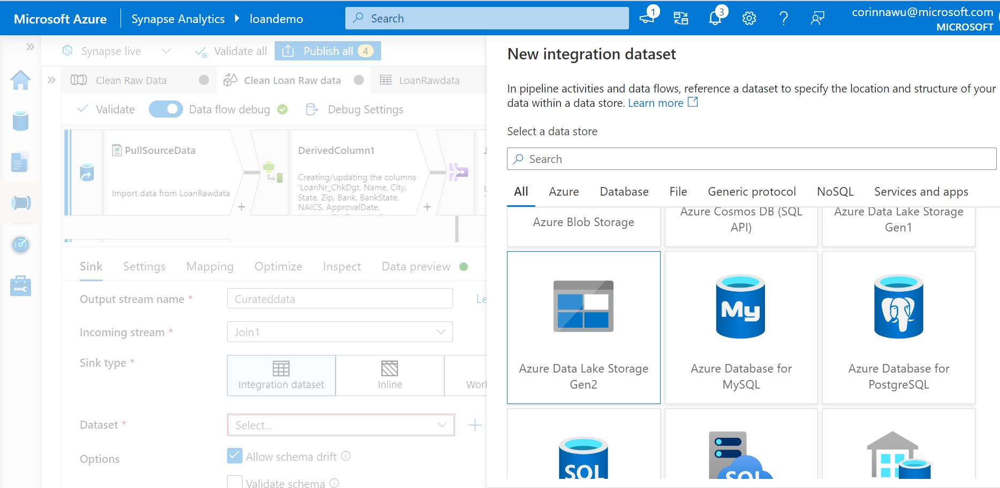 Microsoft Azure
Synapse Analytics
loandemo
Search
1
3
corinnawu@microsoft.com
MICROSOFT
Synapse live
Validate all
Publish all
4
Clean Raw Data
Clean Loan Raw data
LoanRawdata
Validate
Data flow debug
Debug Settings
PullSourceData
Import data from LoanRawdata
+
DerivedColumn1
Creating/updating the columns
'LoanNr_ChkDgt, Name, City,
State, Zip, Bank, BankState,
NAICS, ApprovalDate,
+
Sink
Settings
Mapping
Optimize
Inspect
Data preview
Output stream name *
Curateddata
Le
Incoming stream *
Join1
Sink type *
Integration dataset
Inline
Work
Dataset *
Select...
Options
Allow schema drift
Validate schema
New integration dataset
In pipeline activities and data flows, reference a dataset to specify the location and structure of your
data within a data store. Learn more
Select a data store
Search
All
Azure
Database
File
Generic protocol
NoSQL
Services and apps
Azure Blob Storage
Azure Cosmos DB (SQL
API)
Azure Data Lake Storage
Gen1
Azure Data Lake Storage
Gen2
My
Azure Database for
MySQL
Azure Database for
PostgreSQL
SQL
SQL